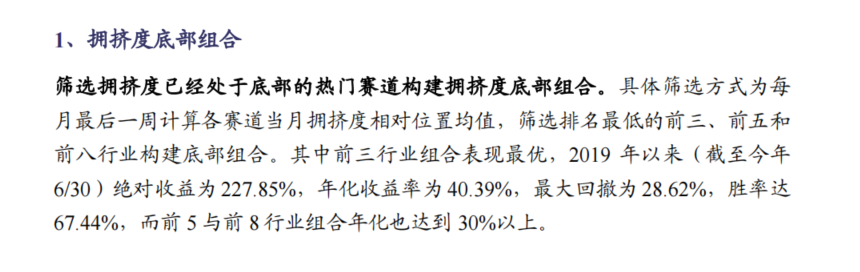 1、拥挤度底部组合
筛选拥挤度已经处于底部的热门赛道构建拥挤度底部组合。具体筛选方式为每
月最后一周计算各赛道当月拥挤度相对位置均值，筛选排名最低的前三、前五和
前八行业构建底部组合。其中前三行业组合表现最优，2019 年以来（截至今年
6/30）绝对收益为 227.85%，年化收益率为 40.39%，最大回撤为 28.62%，胜率达
67.44%，而前 5 与前 8 行业组合年化也达到 30%以上。